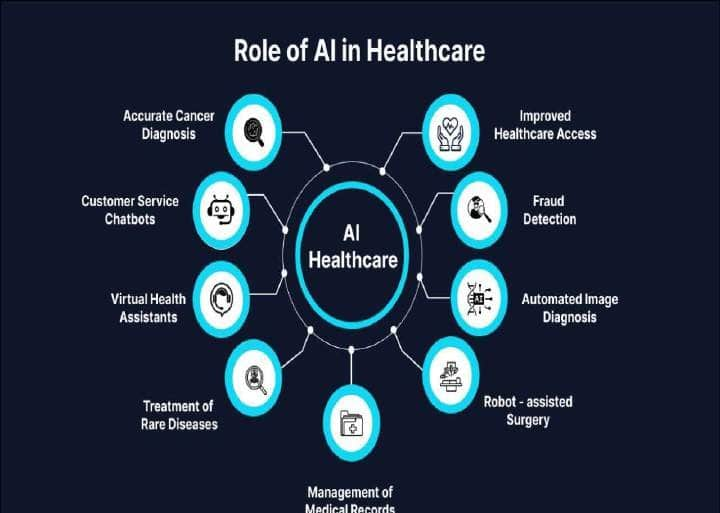 Role of AI in Healthcare
Accurate Cancer
Diagnosis
Improved
Healthcare Access
Customer Service
Chatbots
Fraud
Detection
AI
Healthcare
Virtual Health
Assistants
Automated Image
Diagnosis
Treatment of
Rare Diseases
Robot - assisted
Surgery
Management of
Medical Records